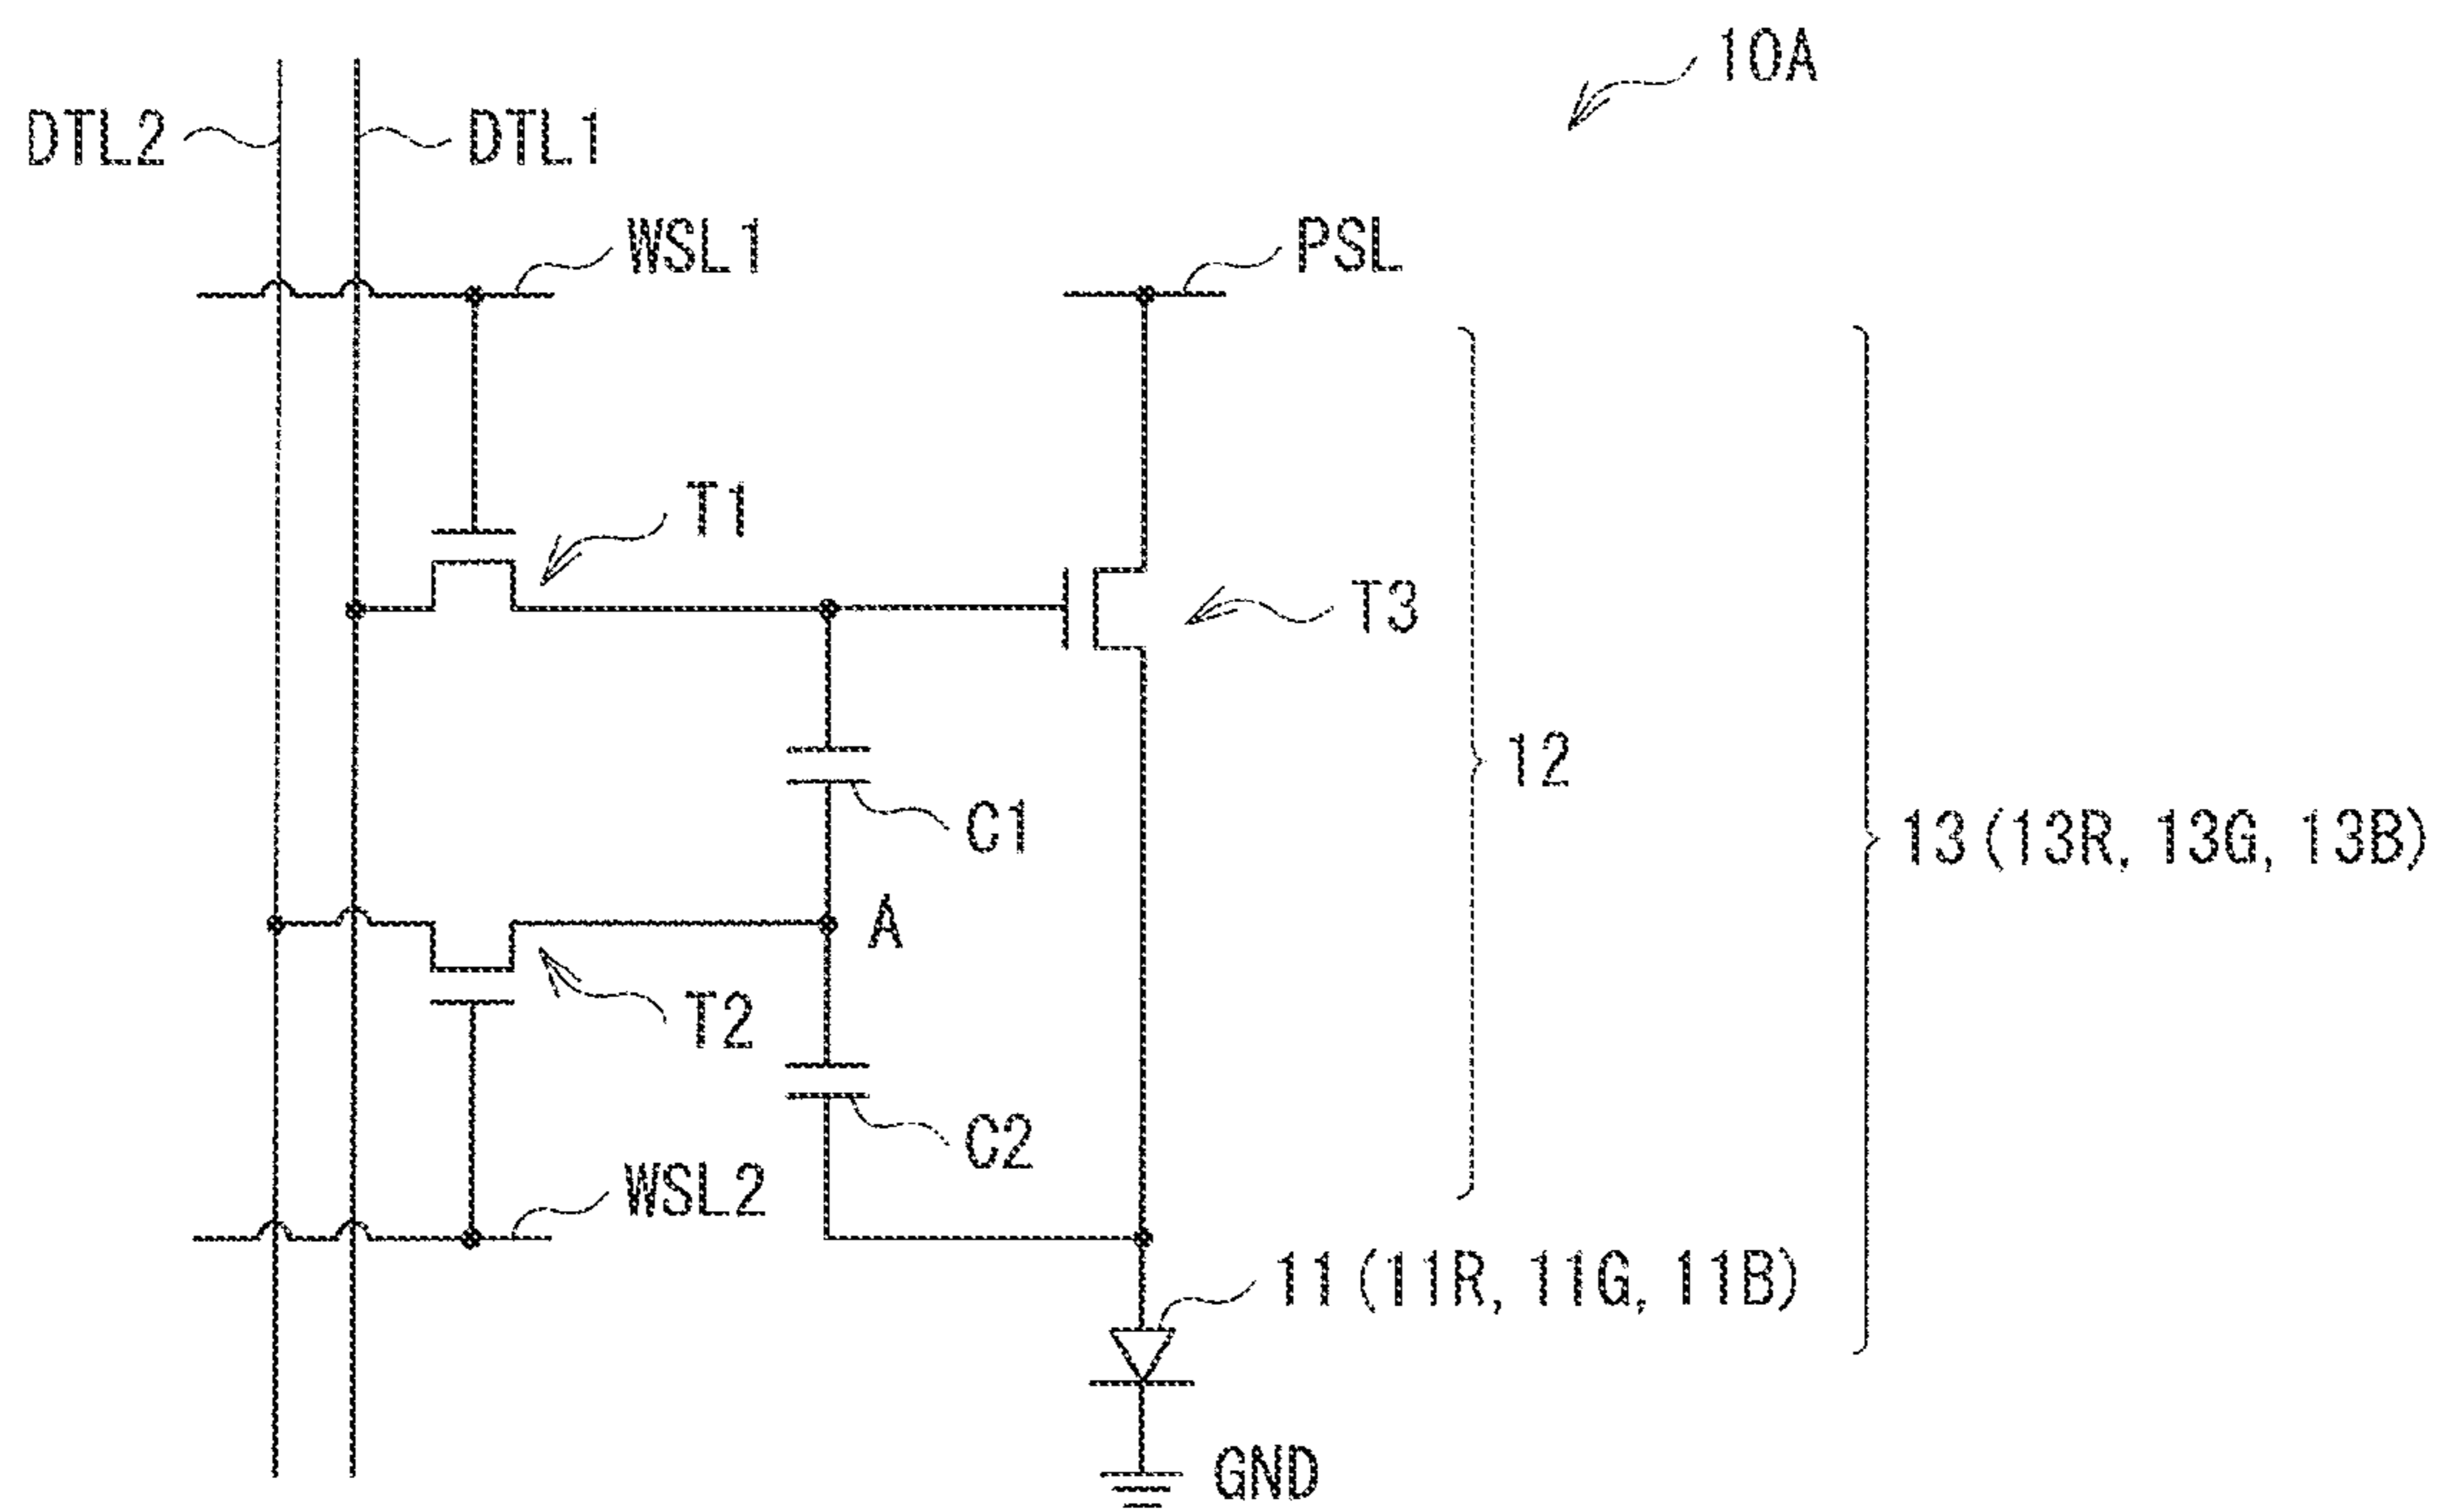 10A
DTL2
DTL1
WSL1
PSL
T1
T3
12
C1
13 (13R, 13G, 13B)
A
T2
C2
WSL2
11 (11R, 11G, 11B)
GND